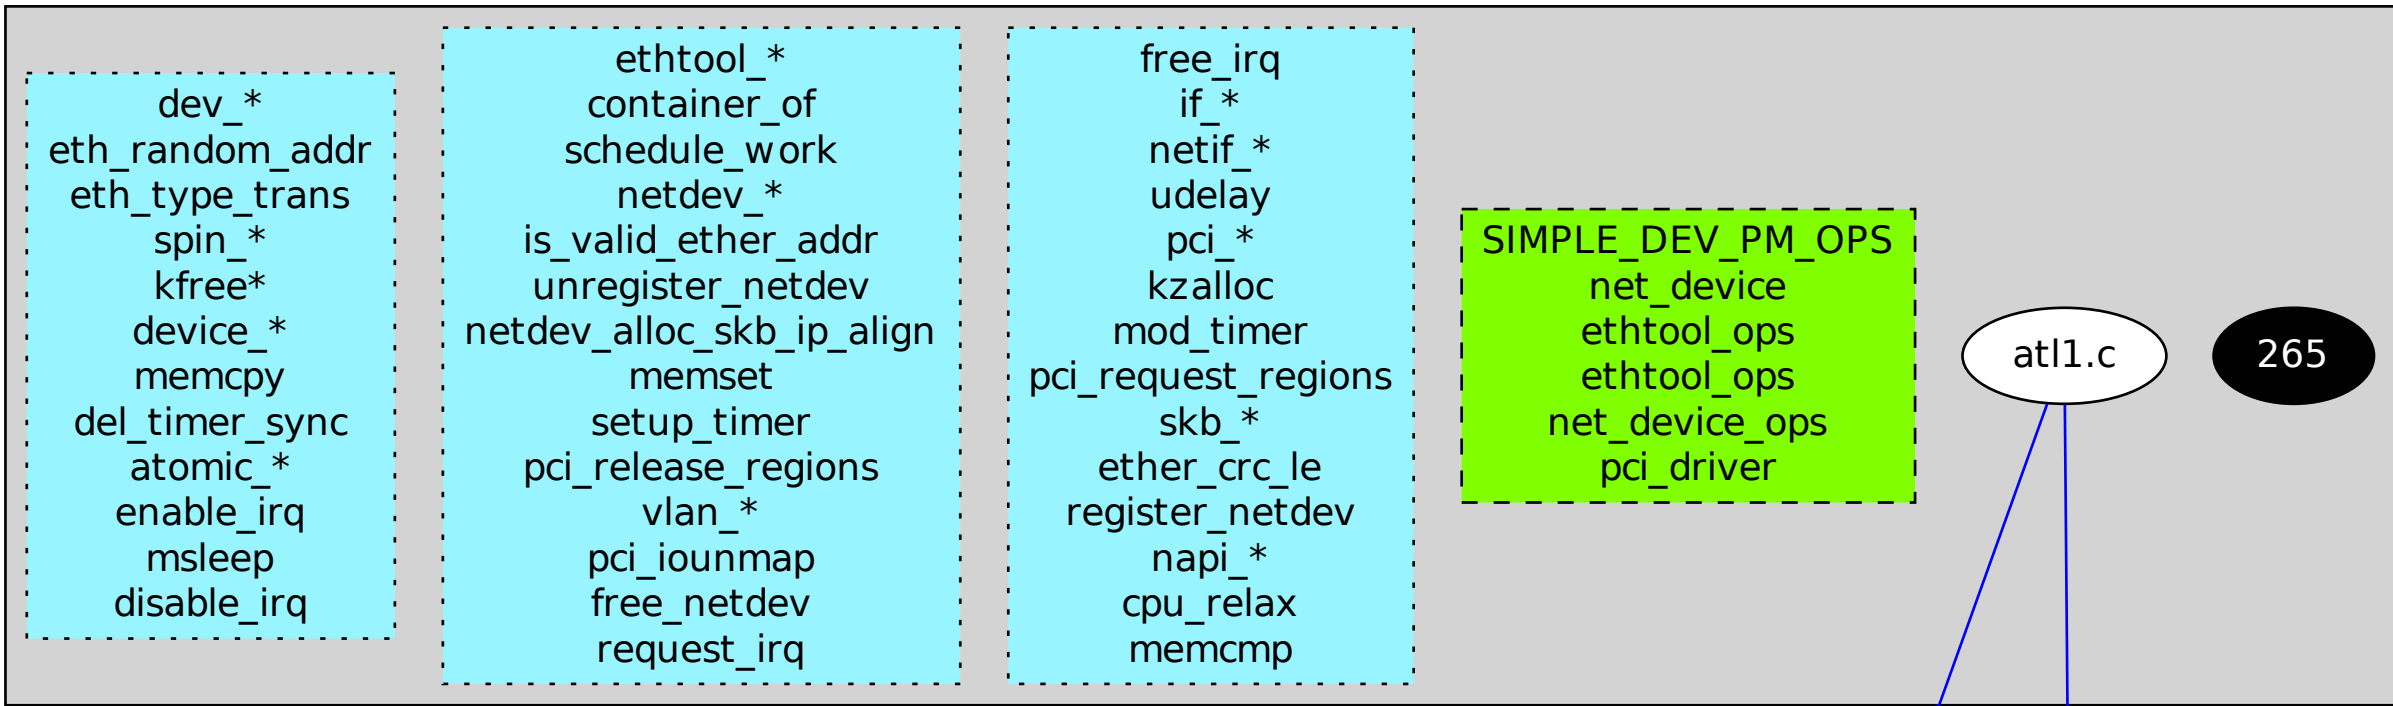 dev_*
eth_random_addr
eth_type_trans
spin_*
kfree*
device_*
memcpy
del_timer_sync
atomic_*
enable_irq
msleep
disable_irq
ethtool_*
container_of
schedule_work
netdev_*
is_valid_ether_addr
unregister_netdev
netdev_alloc_skb_ip_align
memset
setup_timer
pci_release_regions
vlan_*
pci_iounmap
free_netdev
request_irq
free_irq
if_*
netif_*
udelay
pci_*
kzalloc
mod_timer
pci_request_regions
skb_*
ether_crc_le
register_netdev
napi_*
cpu_relax
memcmp
SIMPLE_DEV_PM_OPS
net_device
ethtool_ops
ethtool_ops
net_device_ops
pci_driver
atl1.c
265